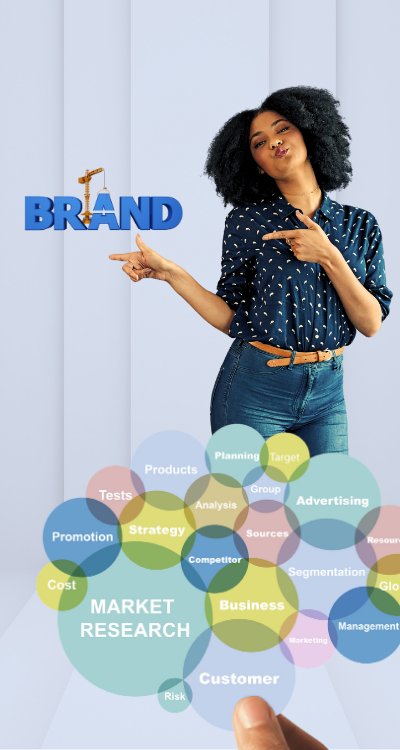 BRAND
Planning
Target
Products
Group
Tests
Analysis
Advertising
Promotion
Strategy
Sources
Competitor
Segmentation
Cost
MARKET
RESEARCH
Business
Management
Marketing
Customer
Risk